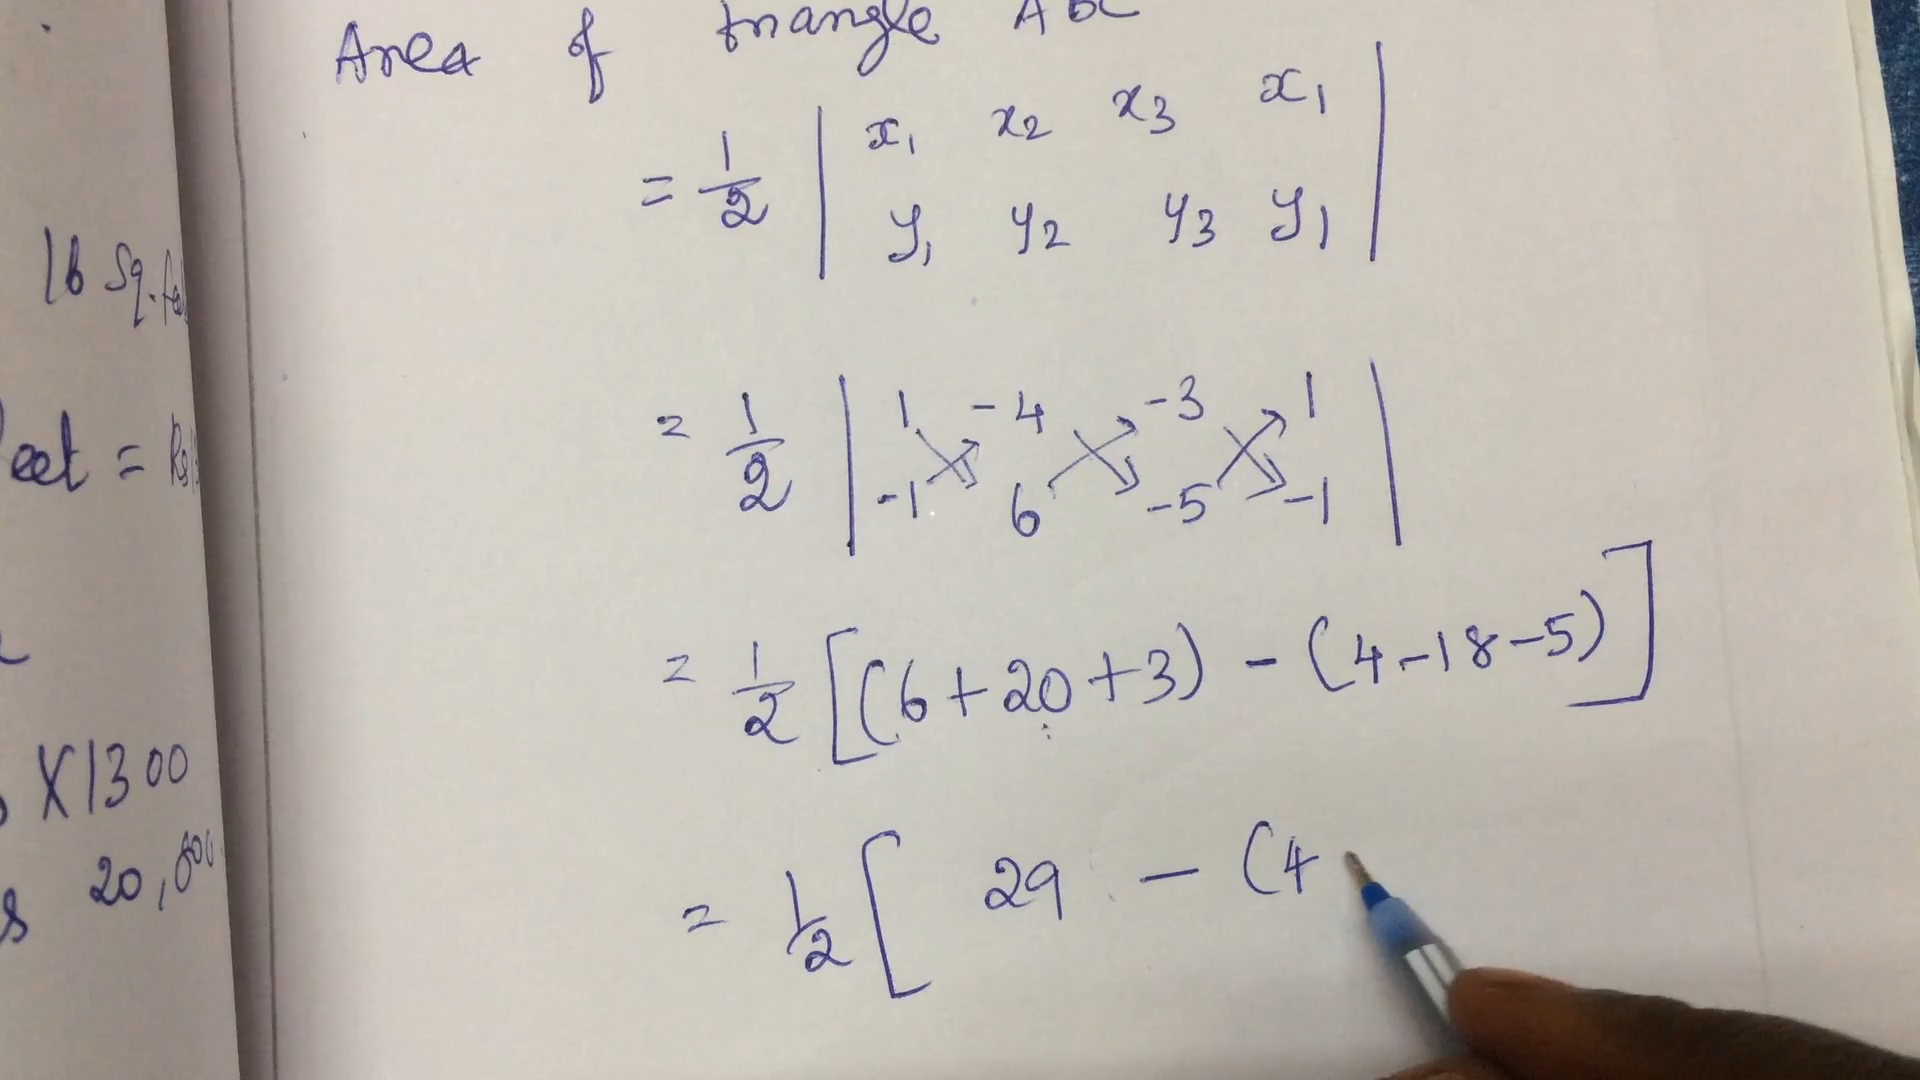 Area of triangle ABC
= 1/2 | x₁ x₂ x₃ x₁ |
y₁ y₂ y₃ y₁
16 Sq.
= 1/2 | 1 -4 -3 1 |
-1 6 -5 -1
eet =
= 1/2 [(6+20+3) - (4-18-5)]
X1300
= 1/2 [ 29 - (4
20,800